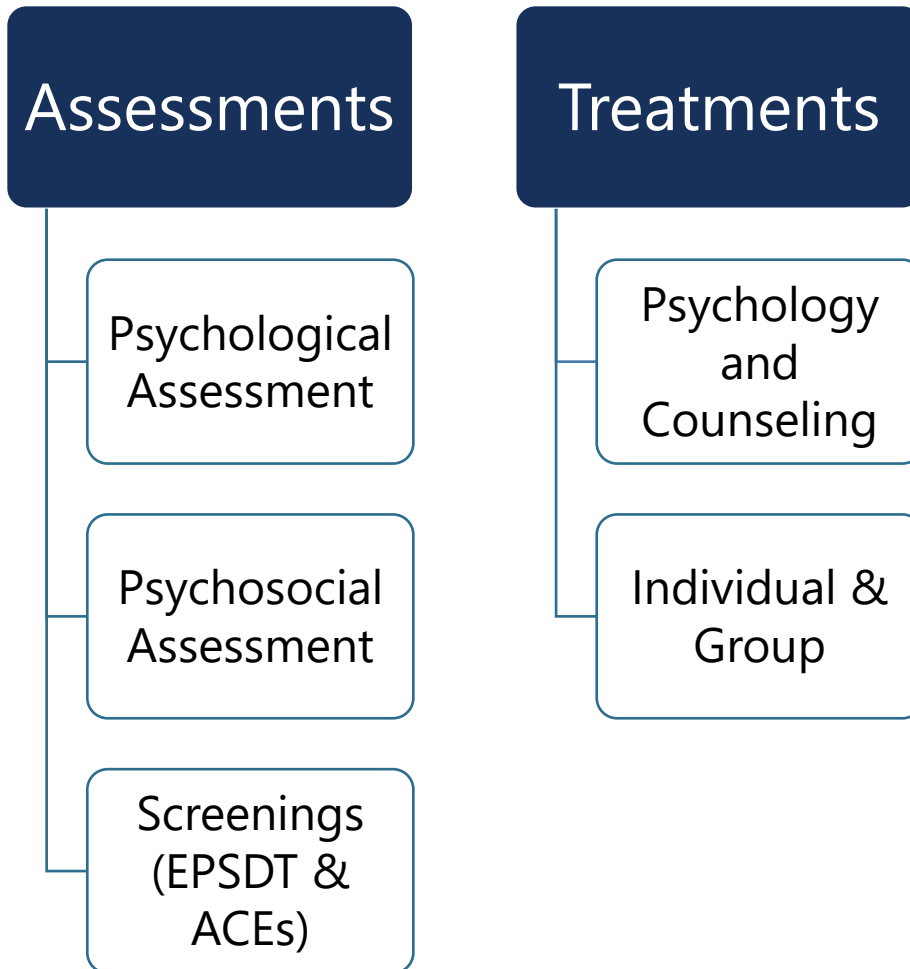 Assessments
Psychological
Assessment
Psychosocial
Assessment
Screenings
(EPSDT &
ACEs)
Treatments
Psychology
and
Counseling
Individual &
Group